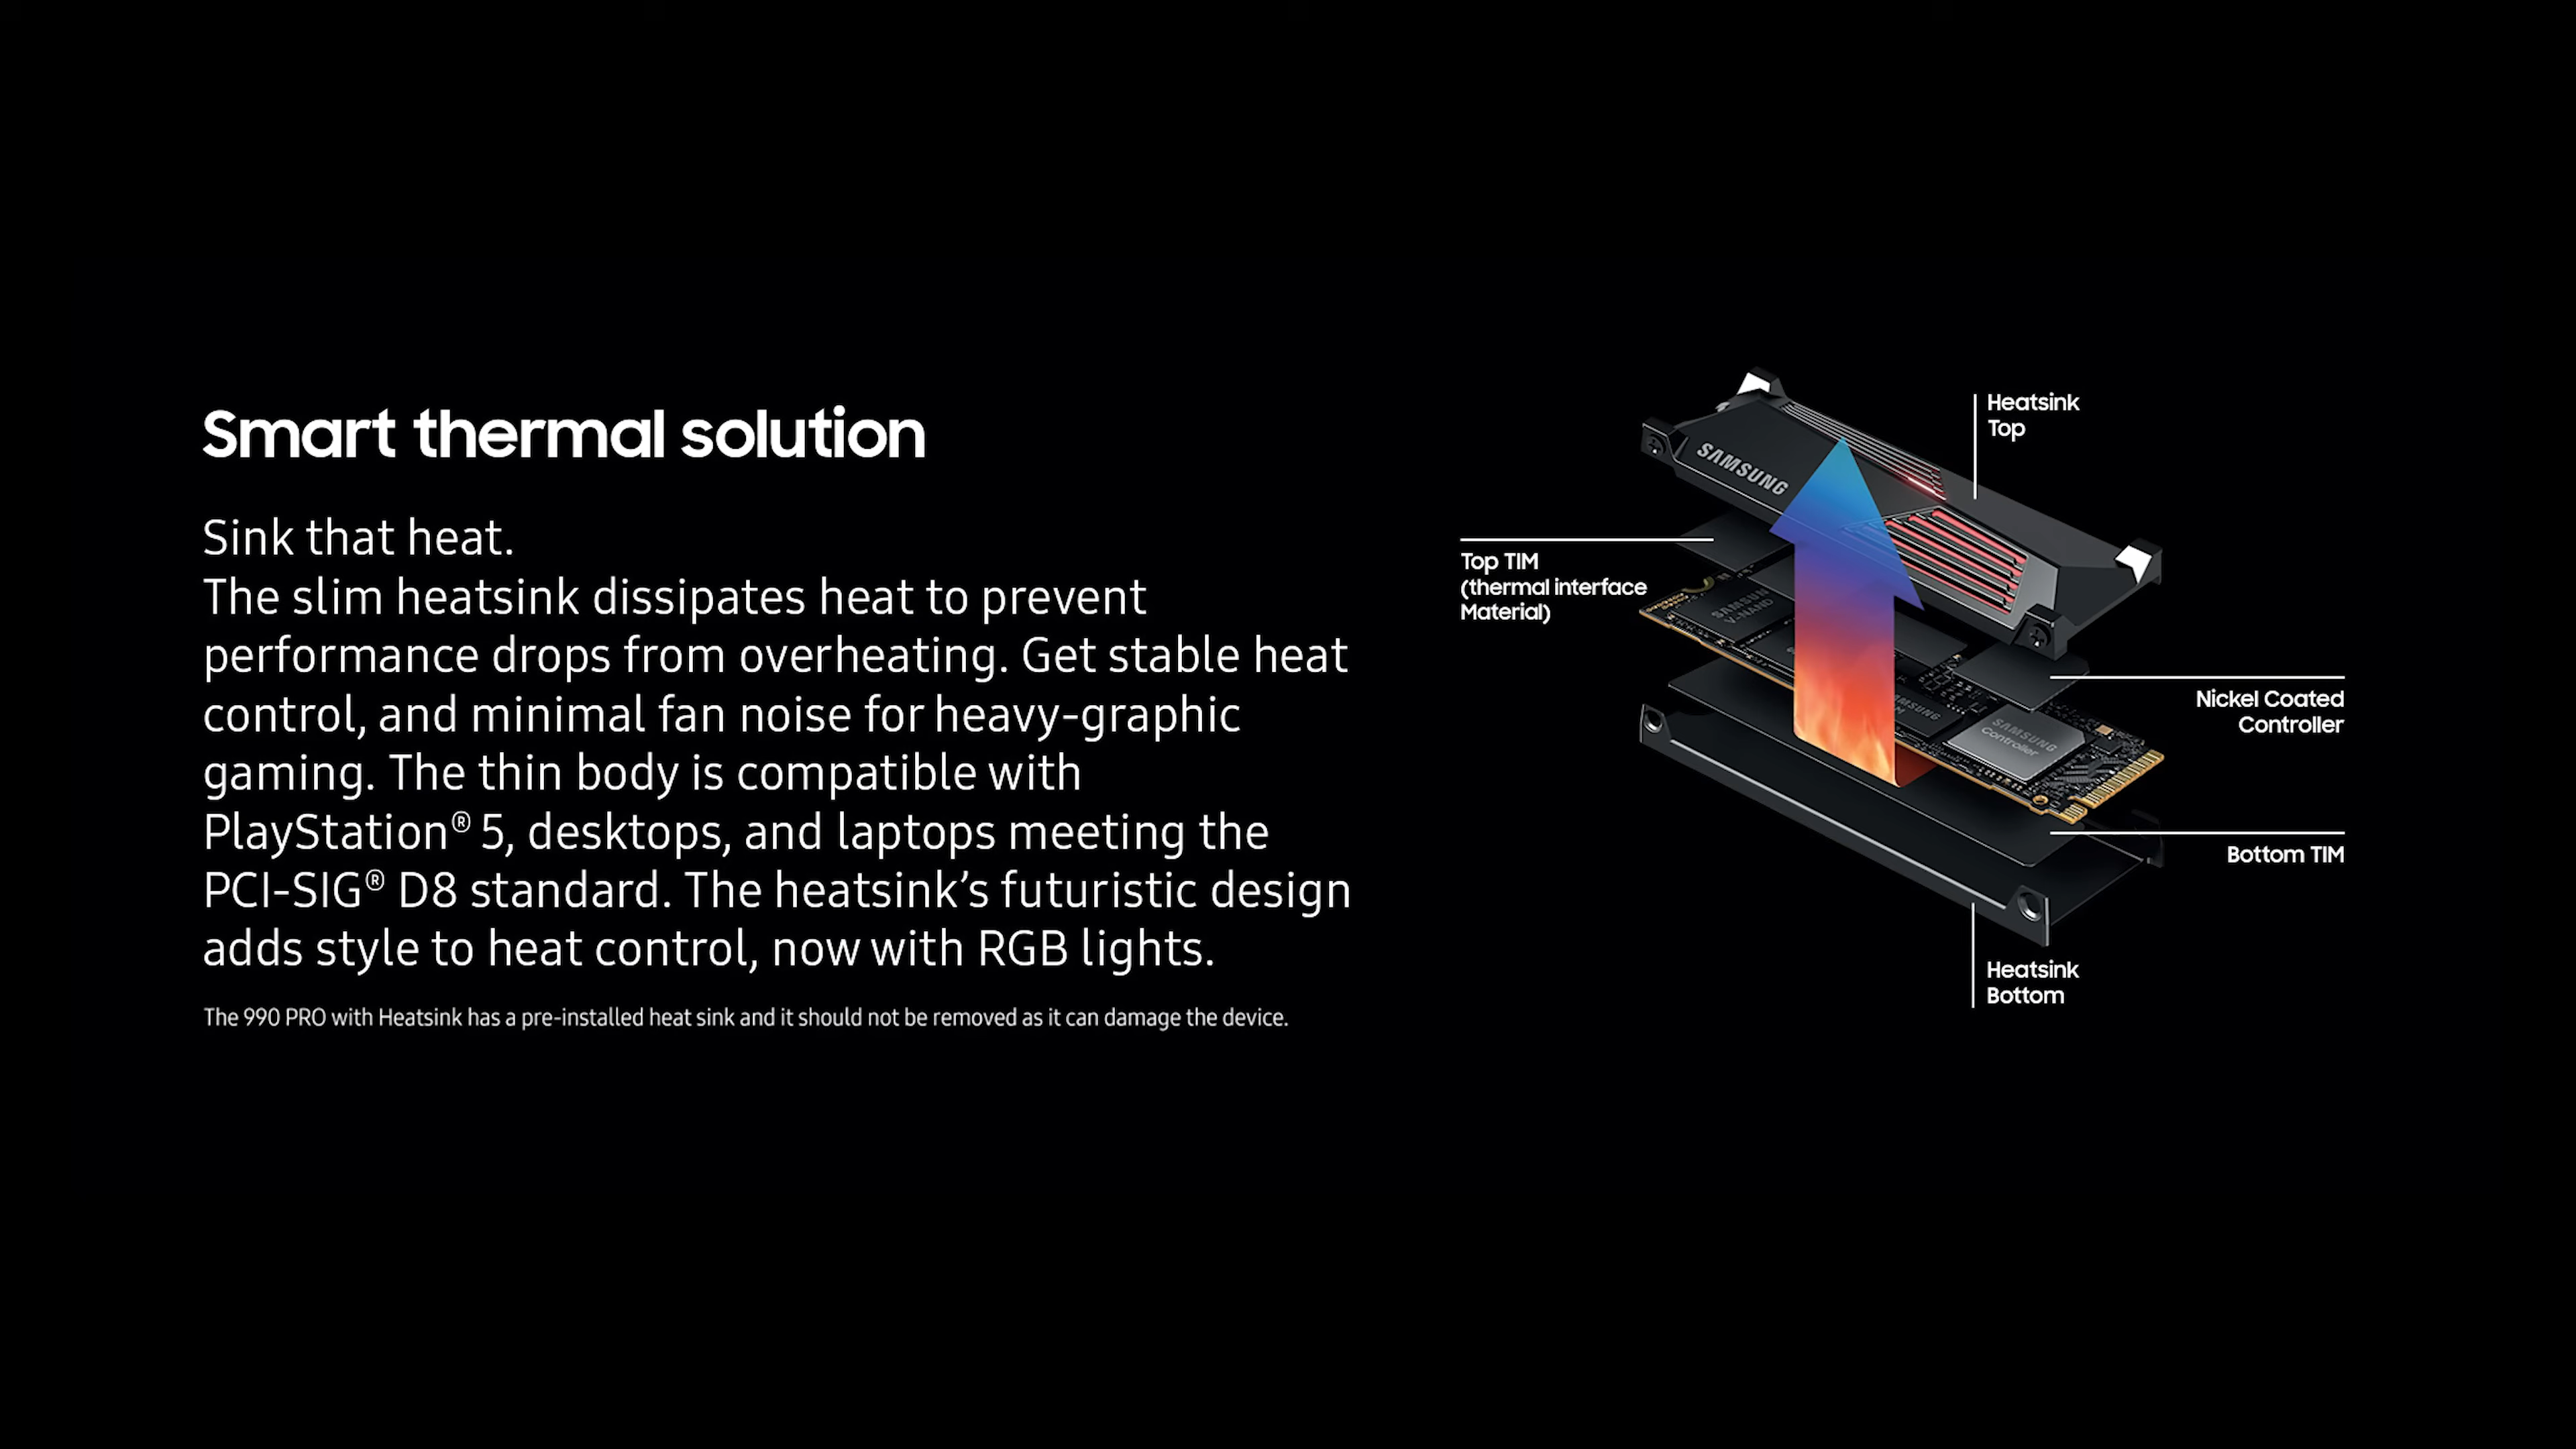 Smart thermal solution
Sink that heat.
The slim heatsink dissipates heat to prevent
performance drops from overheating. Get stable heat
control, and minimal fan noise for heavy-graphic
gaming. The thin body is compatible with
PlayStation® 5, desktops, and laptops meeting the
PCI-SIG® D8 standard. The heatsink’s futuristic design
adds style to heat control, now with RGB lights.
The 990 PRO with Heatsink has a pre-installed heat sink and it should not be removed as it can damage the device.
Heatsink
Top
SAMSUNG
Top TIM
(thermal interface
Material)
SAMSUNG
V-NAND
Nickel Coated
Controller
SAMSUNG
SAMSUNG
Controller
Bottom TIM
Heatsink
Bottom